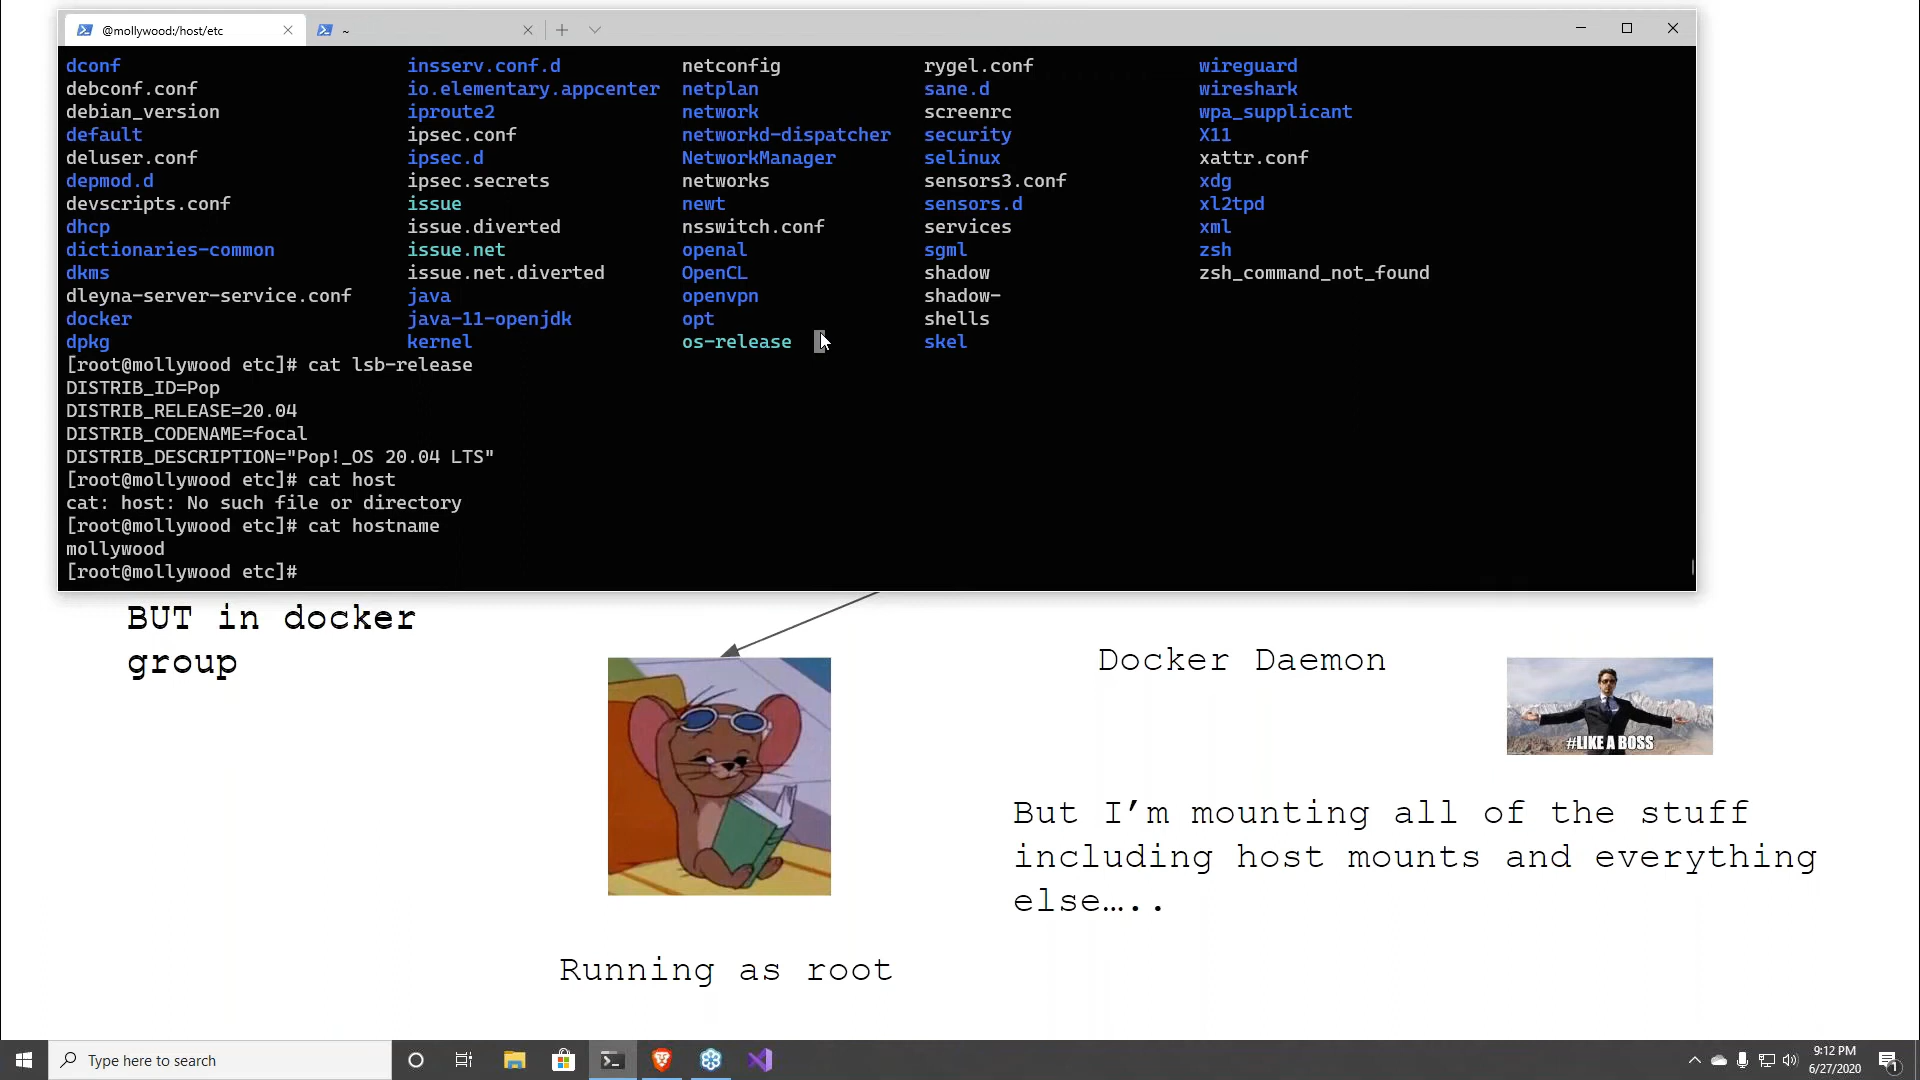 @mollywood:/host/etc ~
dconf insserv.conf.d netconfig rygel.conf wireguard
debconf.conf io.elementary.appcenter netplan sane.d wireshark
debian_version iproute2 network screenrc wpa_supplicant
default ipsec.conf networkd-dispatcher security X11
deluser.conf ipsec.d NetworkManager selinux xattr.conf
depmod.d ipsec.secrets networks sensors3.conf xdg
devscripts.conf issue newt sensors.d xl2tpd
dhcp issue.diverted nsswitch.conf services xml
dictionaries-common issue.net openal sgml zsh
dkms issue.net.diverted OpenCL shadow zsh_command_not_found
dleyna-server-service.conf java openvpn shadow-
docker java-11-openjdk opt shells
dpkg kernel os-release skel
[root@mollywood etc]# cat lsb-release
DISTRIB_ID=Pop
DISTRIB_RELEASE=20.04
DISTRIB_CODENAME=focal
DISTRIB_DESCRIPTION="Pop!_OS 20.04 LTS"
[root@mollywood etc]# cat host
cat: host: No such file or directory
[root@mollywood etc]# cat hostname
mollywood
[root@mollywood etc]#
BUT in docker
group
Docker Daemon
#LIKE A BOSS
But I’m mounting all of the stuff
including host mounts and everything
else…..
Running as root
Type here to search
9:12 PM
6/27/2020
1